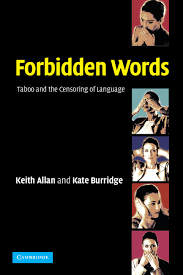 Forbidden Words
Taboo and the Censoring of Language
Keith Allan and Kate Burridge
CAMBRIDGE